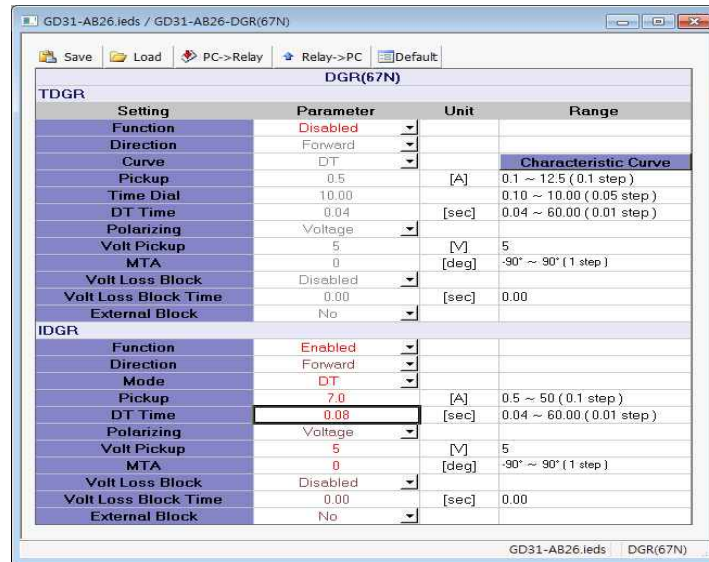 GD31-AB26.ieds / GD31-AB26-DGR(67N)
Save Load PC->Relay Relay->PC Default
DGR(67N)
TDGR
Setting Parameter Unit Range
Function Disabled
Direction Forward
Curve DT Characteristic Curve
Pickup 0.5 [A] 0.1 ~ 12.5 ( 0.1 step )
Time Dial 10.00 0.10 ~ 10.00 ( 0.05 step )
DT Time 0.04 [sec] 0.04 ~ 60.00 ( 0.01 step )
Polarizing Voltage
Volt Pickup 5 [V] 5
MTA 0 [deg] -90° ~ 90° ( 1 step )
Volt Loss Block Disabled
Volt Loss Block Time 0.00 [sec] 0.00
External Block No
IDGR
Function Enabled
Direction Forward
Mode DT
Pickup 7.0 [A] 0.5 ~ 50 ( 0.1 step )
DT Time 0.08 [sec] 0.04 ~ 60.00 ( 0.01 step )
Polarizing Voltage
Volt Pickup 5 [V] 5
MTA 0 [deg] -90° ~ 90° ( 1 step )
Volt Loss Block Disabled
Volt Loss Block Time 0.00 [sec] 0.00
External Block No
GD31-AB26.ieds DGR(67N)